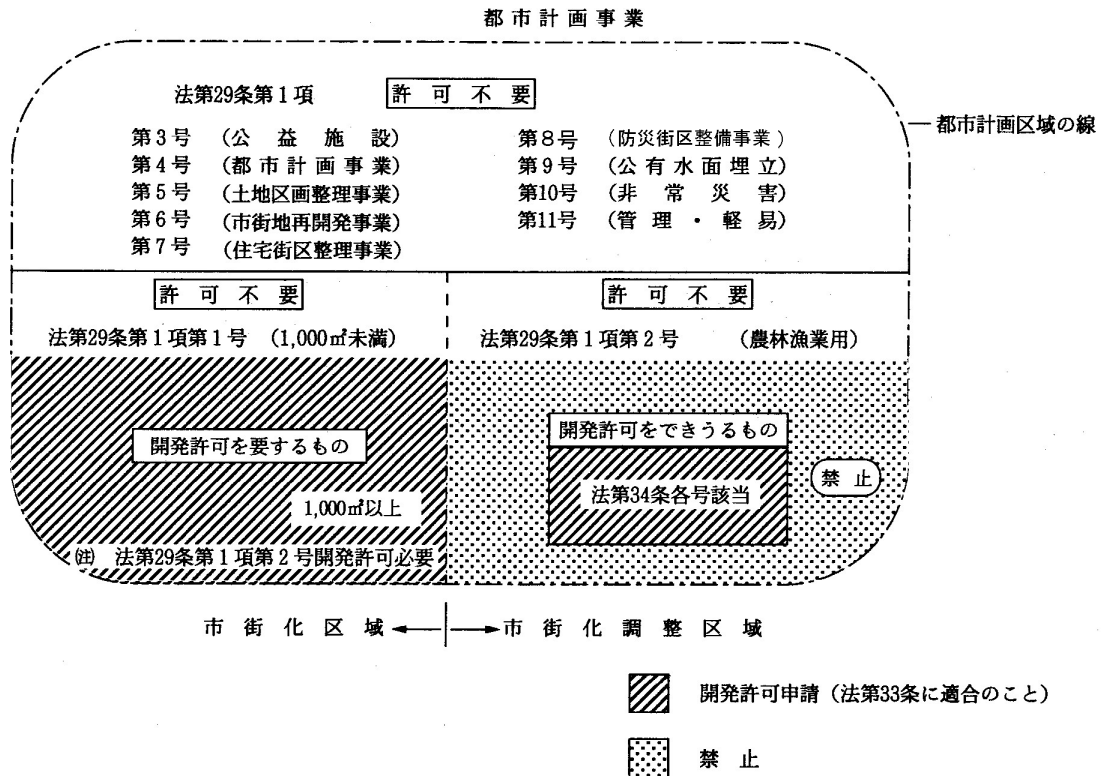 都市計画事業
法第29条第1項 許可不要
都市計画区域の線
第3号 (公益施設)
第4号 (都市計画事業)
第5号 (土地区画整理事業)
第6号 (市街地再開発事業)
第7号 (住宅街区整理事業)
第8号 (防災街区整備事業)
第9号 (公有水面埋立)
第10号 (非常災害)
第11号 (管理・軽易)
許可不要
法第29条第1項第1号 (1,000㎡未満)
開発許可を要するもの
1,000㎡以上
㊟ 法第29条第1項第2号開発許可必要
許可不要
法第29条第1項第2号 (農林漁業用)
開発許可をできうるもの
法第34条各号該当
禁止
市街化区域 ← → 市街化調整区域
開発許可申請(法第33条に適合のこと)
禁止